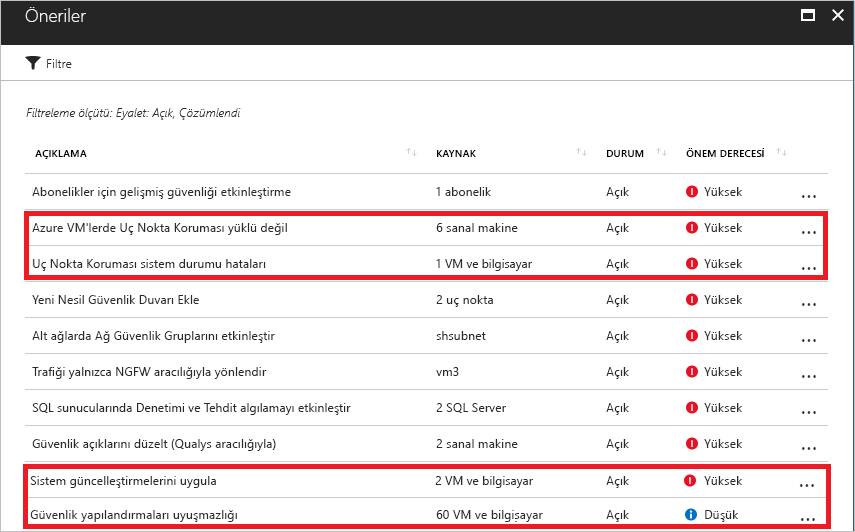 Öneriler
Filtre
Filtreleme ölçütü: Eyalet: Açık, Çözümlendi
AÇIKLAMA KAYNAK DURUM ÖNEM DERECESİ
Abonelikler için gelişmiş güvenliği etkinleştirme 1 abonelik Açık Yüksek ...
Azure VM'lerde Uç Nokta Koruması yüklü değil 6 sanal makine Açık Yüksek ...
Uç Nokta Koruması sistem durumu hataları 1 VM ve bilgisayar Açık Yüksek ...
Yeni Nesil Güvenlik Duvarı Ekle 2 uç nokta Açık Yüksek ...
Alt ağlarda Ağ Güvenlik Gruplarını etkinleştir shsubnet Açık Yüksek ...
Trafiği yalnızca NGFW aracılığıyla yönlendir vm3 Açık Yüksek ...
SQL sunucularında Denetimi ve Tehdit algılamayı etkinleştir 2 SQL Server Açık Yüksek ...
Güvenlik açıklarını düzelt (Qualys aracılığıyla) 2 sanal makine Açık Yüksek ...
Sistem güncelleştirmelerini uygula 2 VM ve bilgisayar Açık Yüksek ...
Güvenlik yapılandırmaları uyuşmazlığı 60 VM ve bilgisayar Açık Düşük ...